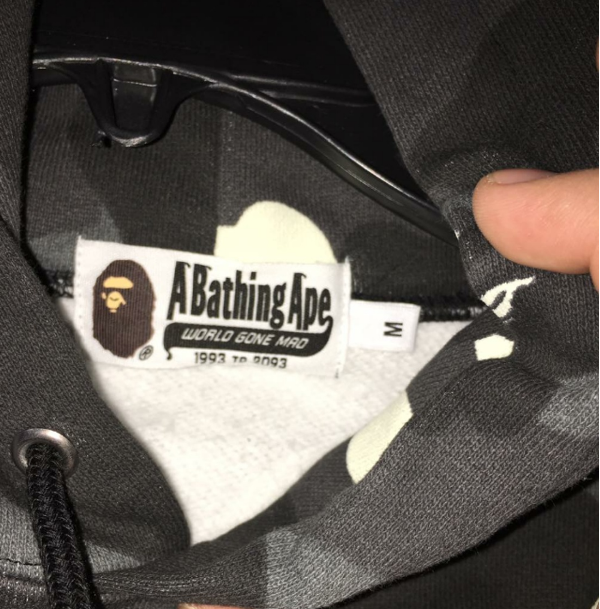 A Bathing Ape
®
WORLD GONE MAD
1993 TO 2093
M